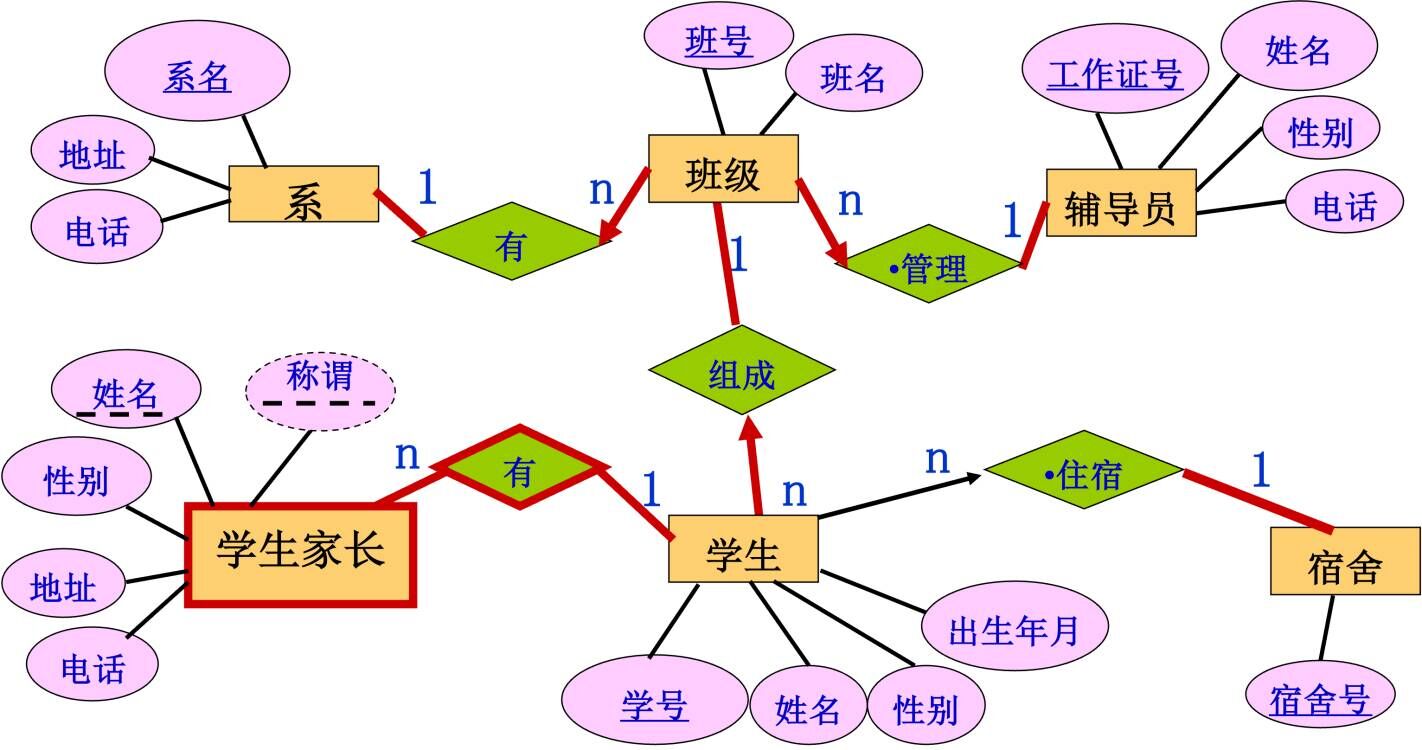 班号
班名
系名
地址
电话
系
1
n
有
班级
n
1
•管理
1
工作证号
姓名
性别
电话
辅导员
组成
姓名
称谓
性别
地址
电话
学生家长
n
有
1
n
学生
n
•住宿
1
宿舍
宿舍号
学号
姓名
性别
出生年月